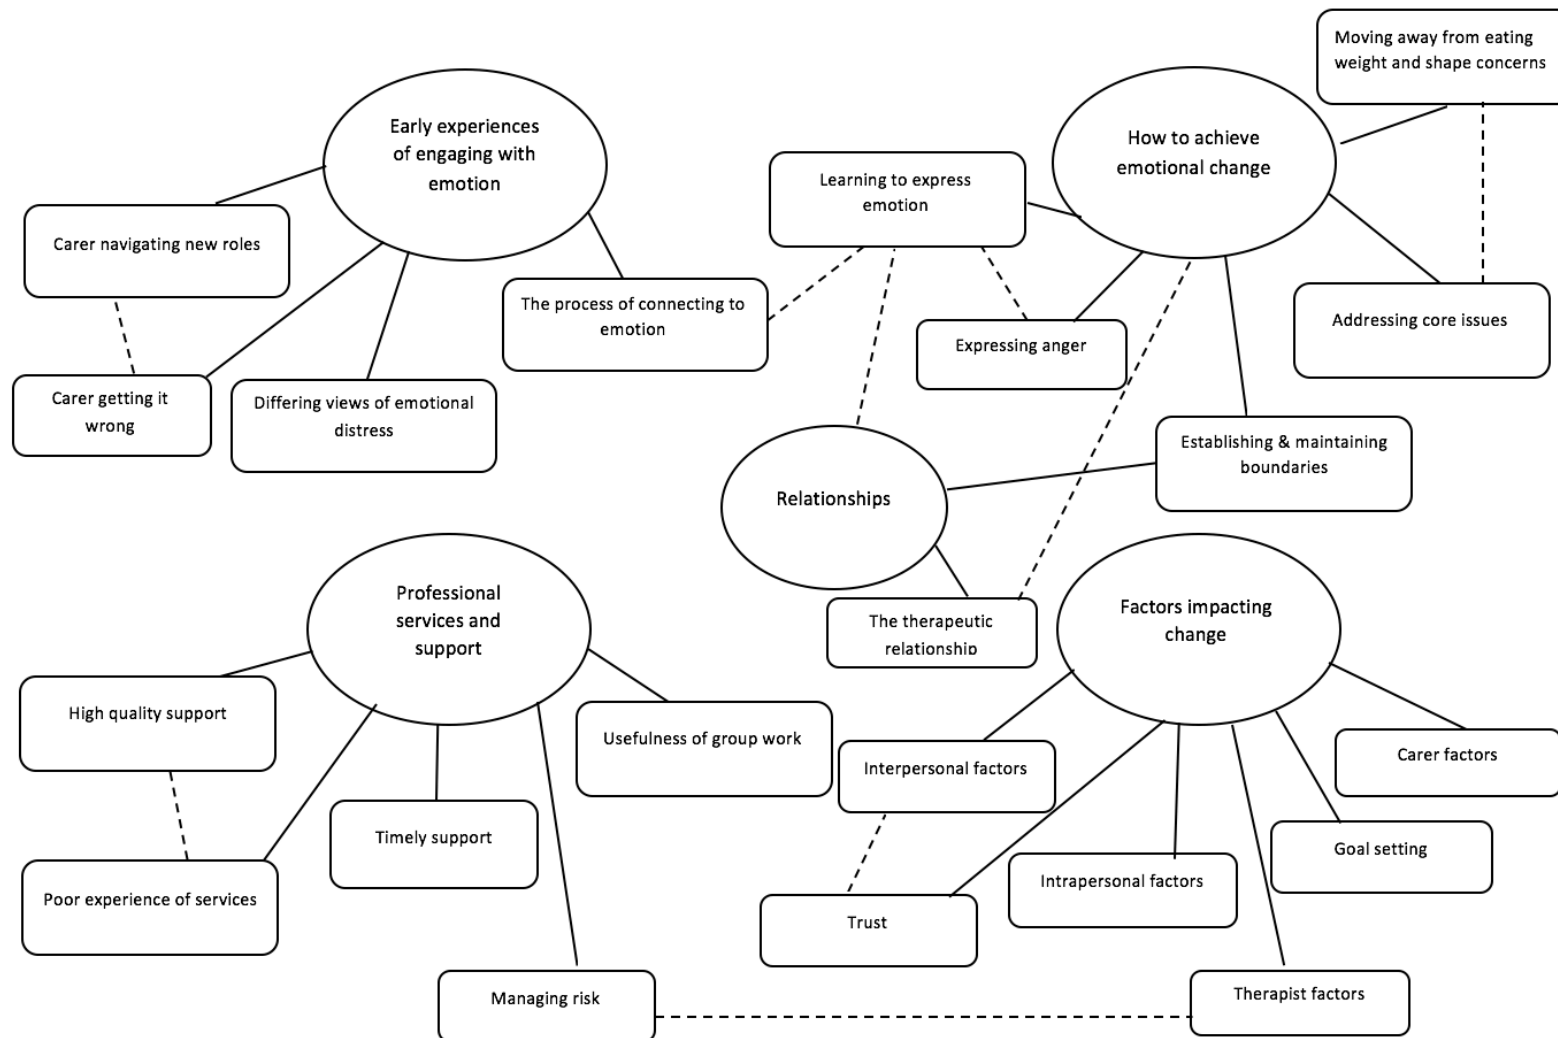 Moving away from eating
weight and shape concerns
Early experiences
of engaging with
emotion
How to achieve
emotional change
Learning to express
emotion
Carer navigating new roles
The process of connecting to
emotion
Expressing anger
Addressing core issues
Carer getting it
wrong
Differing views of emotional
distress
Establishing & maintaining
boundaries
Relationships
Professional
services and
support
The therapeutic
relationship
Factors impacting
change
High quality support
Usefulness of group work
Interpersonal factors
Carer factors
Timely support
Goal setting
Poor experience of services
Intrapersonal factors
Trust
Managing risk
Therapist factors